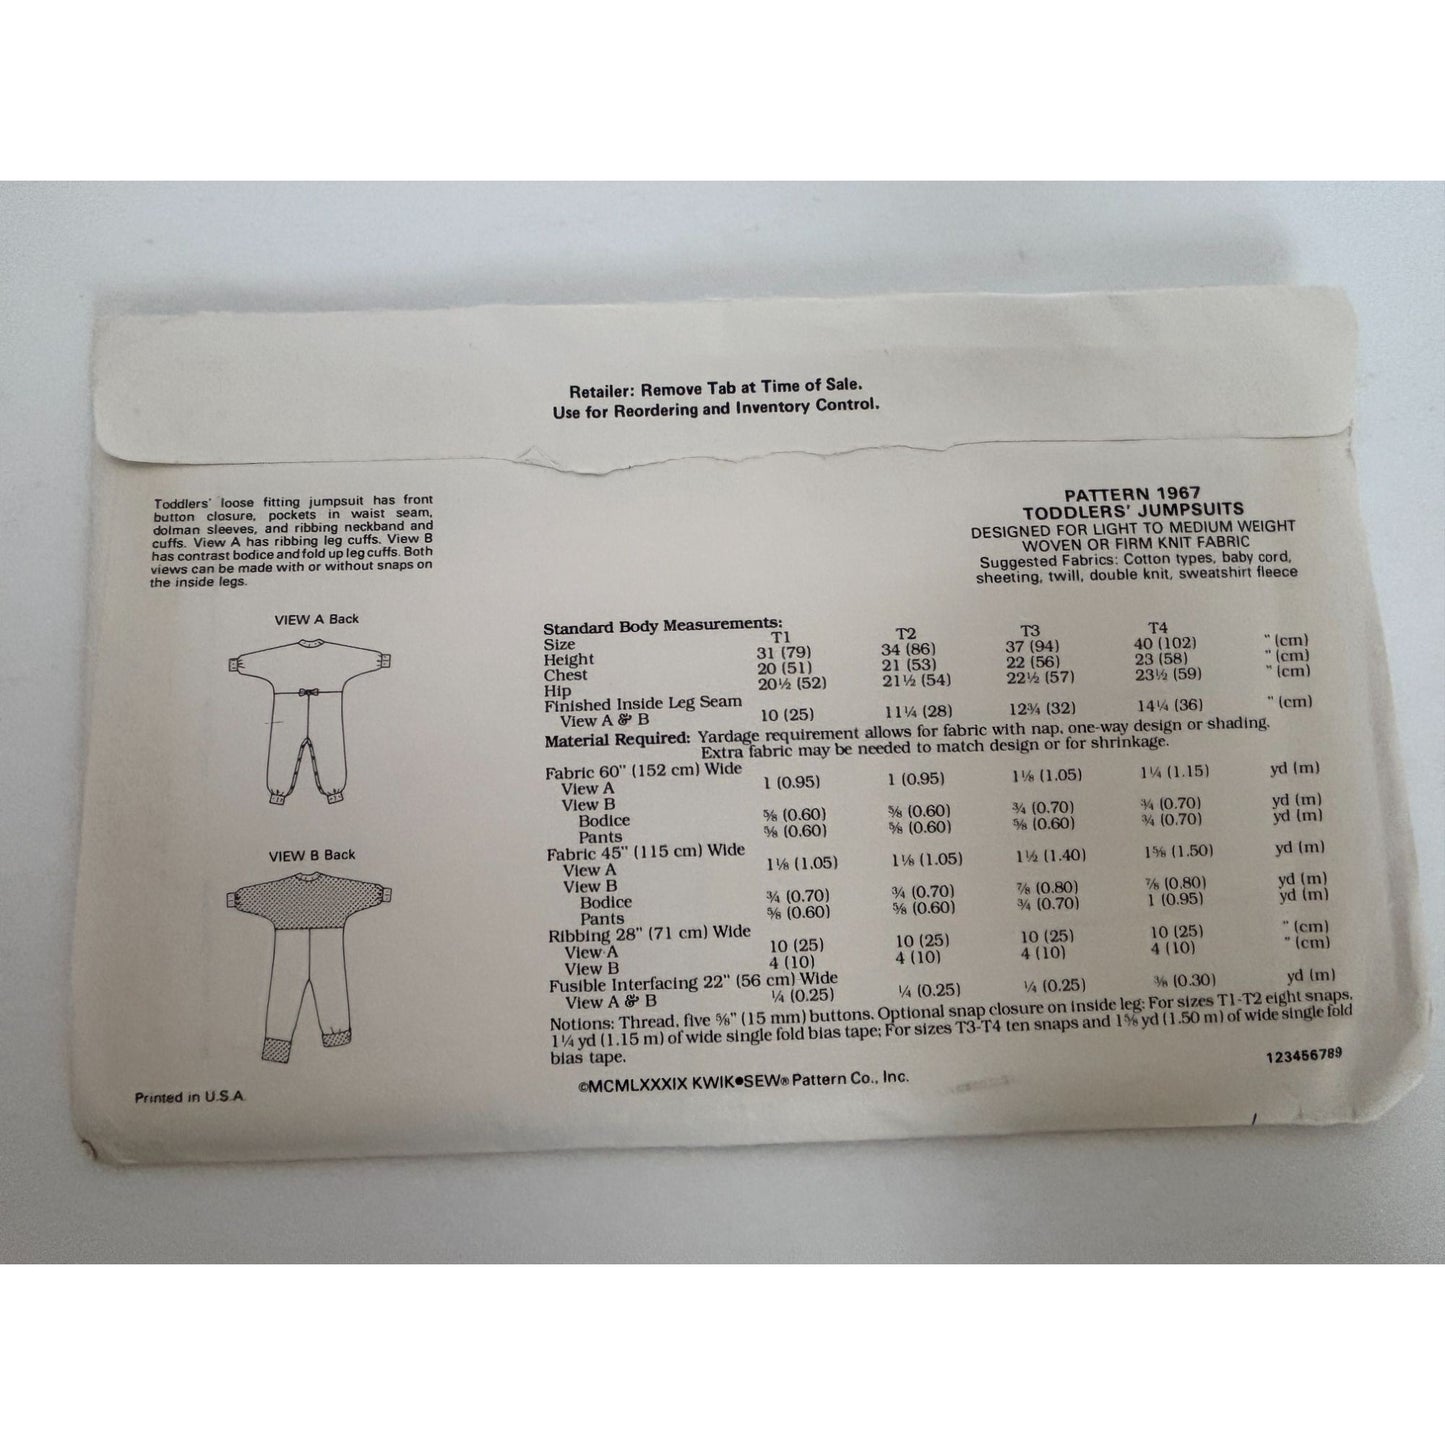 Retailer: Remove Tab at Time of Sale.
Use for Reordering and Inventory Control.
Toddlers' loose fitting jumpsuit has front
button closure, pockets in waist seam,
dolman sleeves, and ribbing neckband and
cuffs. View A has ribbing leg cuffs. View B
has contrast bodice and fold up leg cuffs. Both
views can be made with or without snaps on
the inside legs.
VIEW A Back
VIEW B Back
Printed in U.S.A.
PATTERN 1967
TODDLERS' JUMPSUITS
DESIGNED FOR LIGHT TO MEDIUM WEIGHT
WOVEN OR FIRM KNIT FABRIC
Suggested Fabrics: Cotton types, baby cord,
sheeting, twill, double knit, sweatshirt fleece
Standard Body Measurements:
Size T1 T2 T3 T4
Height 31 (79) 34 (86) 37 (94) 40 (102) " (cm)
Chest 20 (51) 21 (53) 22 (56) 23 (58) " (cm)
Hip 20½ (52) 21½ (54) 22½ (57) 23½ (59) " (cm)
Finished Inside Leg Seam
View A & B 10 (25) 11¼ (28) 12¾ (32) 14¼ (36) " (cm)
Material Required: Yardage requirement allows for fabric with nap, one-way design or shading.
Extra fabric may be needed to match design or for shrinkage.
Fabric 60" (152 cm) Wide
View A 1 (0.95) 1 (0.95) 1⅛ (1.05) 1¼ (1.15) yd (m)
View B
Bodice ⅝ (0.60) ⅝ (0.60) ¾ (0.70) ¾ (0.70) yd (m)
Pants ⅝ (0.60) ⅝ (0.60) ⅝ (0.60) ¾ (0.70) yd (m)
Fabric 45" (115 cm) Wide
View A 1⅛ (1.05) 1⅛ (1.05) 1½ (1.40) 1⅝ (1.50) yd (m)
View B
Bodice ¾ (0.70) ¾ (0.70) ⅞ (0.80) ⅞ (0.80) yd (m)
Pants ⅝ (0.60) ⅝ (0.60) ¾ (0.70) 1 (0.95) yd (m)
Ribbing 28" (71 cm) Wide
View A 10 (25) 10 (25) 10 (25) 10 (25) " (cm)
View B 4 (10) 4 (10) 4 (10) 4 (10) " (cm)
Fusible Interfacing 22" (56 cm) Wide
View A & B ¼ (0.25) ¼ (0.25) ¼ (0.25) ⅜ (0.30) yd (m)
Notions: Thread, five ⅝" (15 mm) buttons. Optional snap closure on inside leg: For sizes T1-T2 eight snaps,
1¼ yd (1.15 m) of wide single fold bias tape; For sizes T3-T4 ten snaps and 1⅝ yd (1.50 m) of wide single fold
bias tape.
123456789
©MCMLXXXIX KWIK•SEW® Pattern Co., Inc.